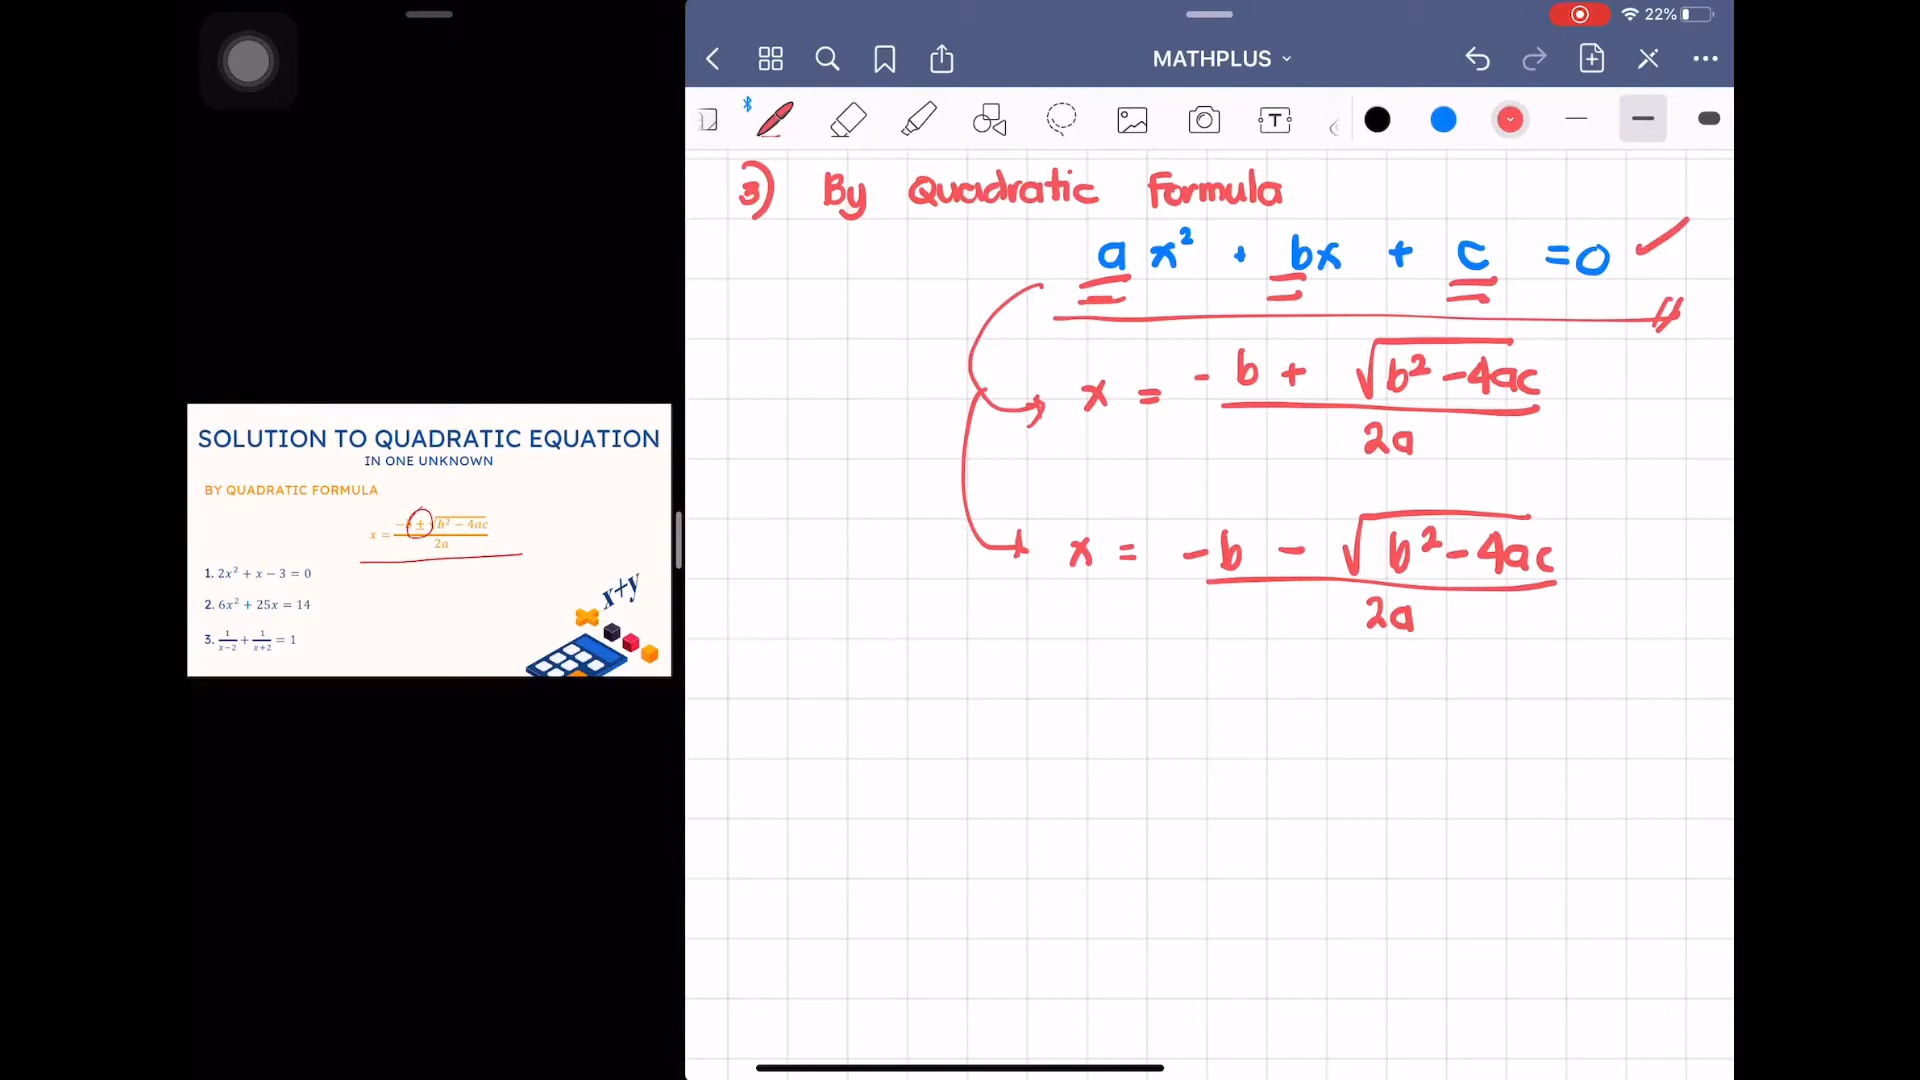 22%
MATHPLUS
T
3) By Quadratic Formula
ax² + bx + c = 0
x = -b + √(b² - 4ac) / 2a
x = -b - √(b² - 4ac) / 2a
SOLUTION TO QUADRATIC EQUATION
IN ONE UNKNOWN
BY QUADRATIC FORMULA
x = (-b ± √(b² - 4ac)) / 2a
1. 2x² + x - 3 = 0
2. 6x² + 25x = 14
3. 1/(x-2) + 1/(x+2) = 1
x+y